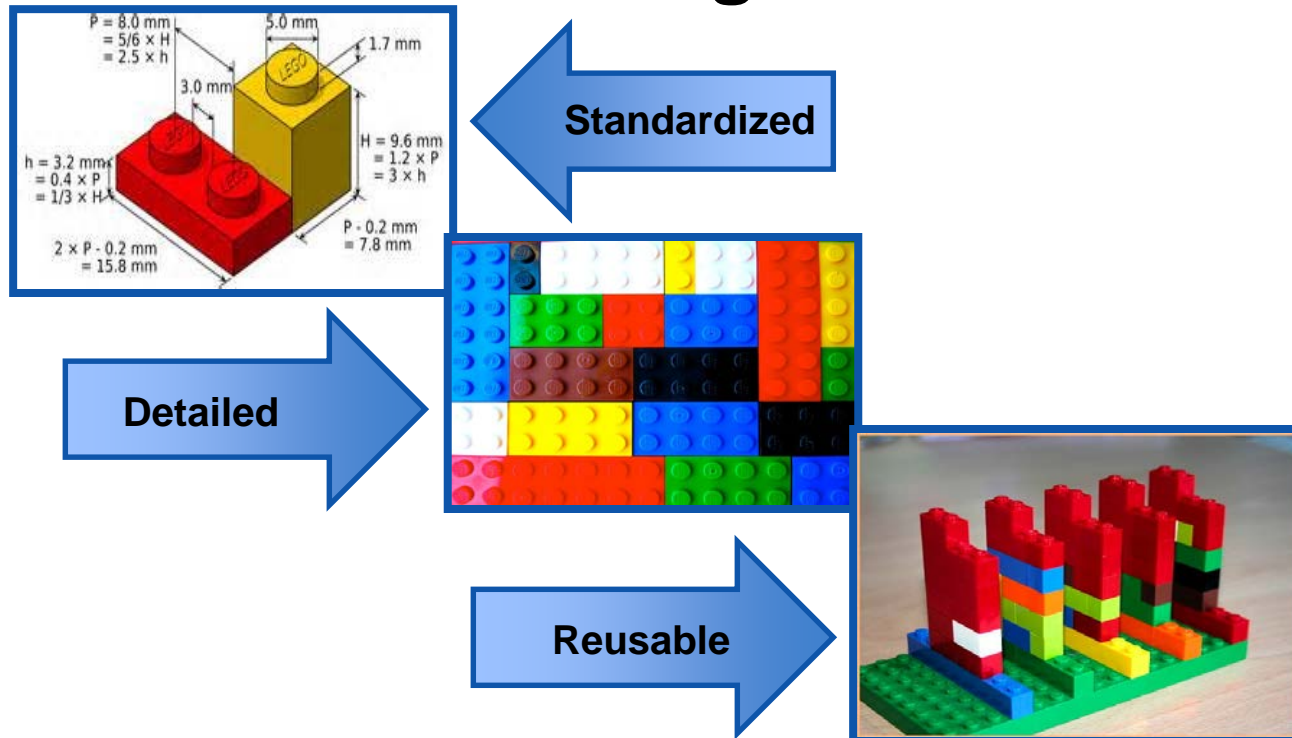 g
P = 8.0 mm
= 5/6 × H
= 2.5 × h
5.0 mm
1.7 mm
3.0 mm
LEGO
LEGO
LEGO
h = 3.2 mm
= 0.4 × P
= 1/3 × H
H = 9.6 mm
= 1.2 × P
= 3 × h
P - 0.2 mm
= 7.8 mm
2 × P - 0.2 mm
= 15.8 mm
Standardized
Detailed
Reusable